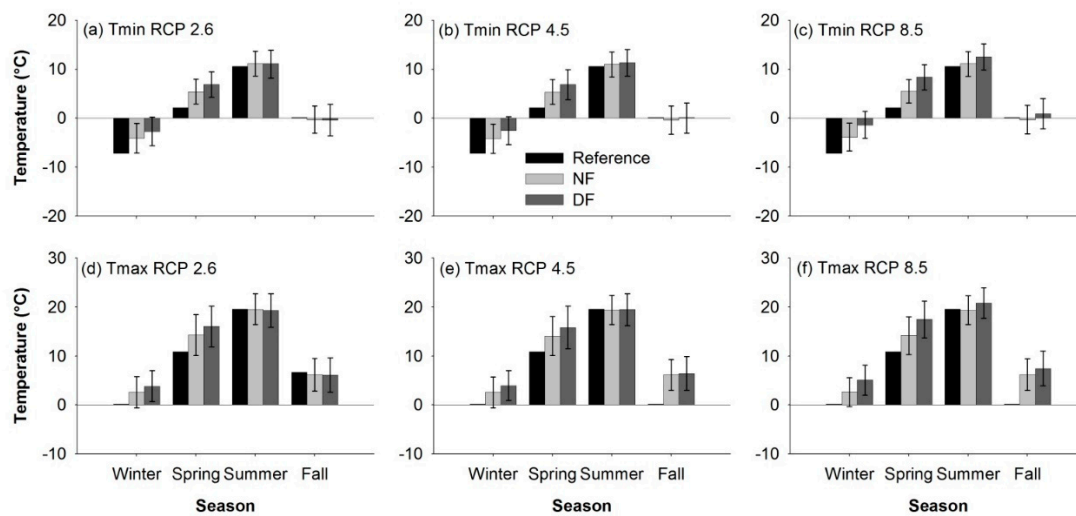 (a) Tmin RCP 2.6
(b) Tmin RCP 4.5
(c) Tmin RCP 8.5
Temperature (°C)
20
10
0
-10
-20
20
10
0
-10
-20
20
10
0
-10
-20
Reference
NF
DF
(d) Tmax RCP 2.6
(e) Tmax RCP 4.5
(f) Tmax RCP 8.5
Temperature (°C)
30
20
10
0
-10
30
20
10
0
-10
30
20
10
0
-10
Winter Spring Summer Fall
Winter Spring Summer Fall
Winter Spring Summer Fall
Season
Season
Season